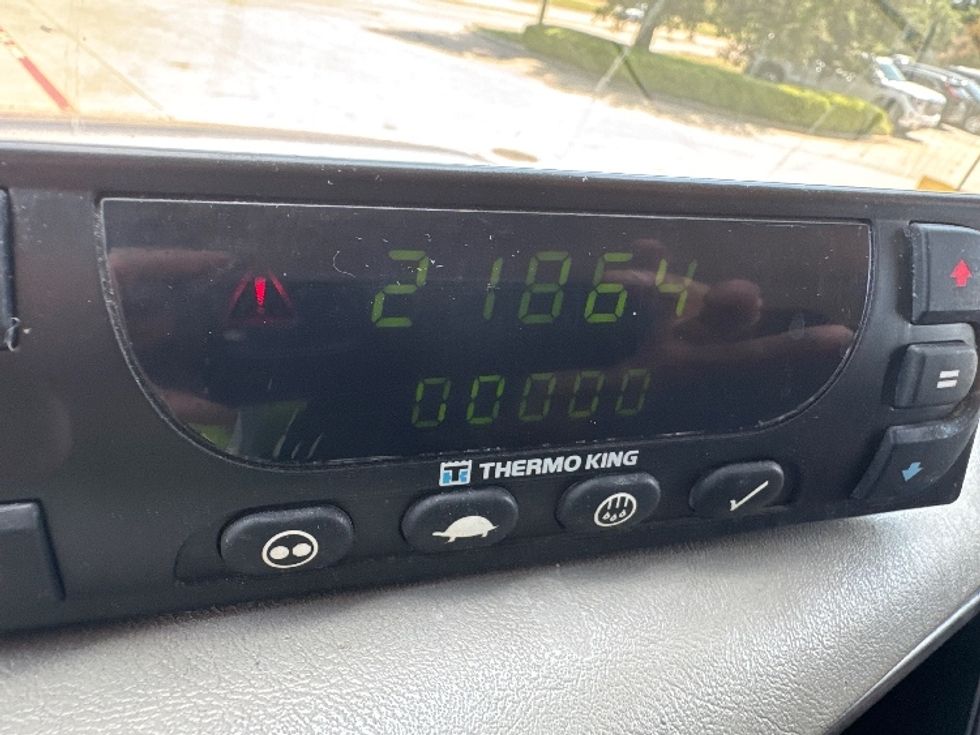 21864
00000
THERMO KING